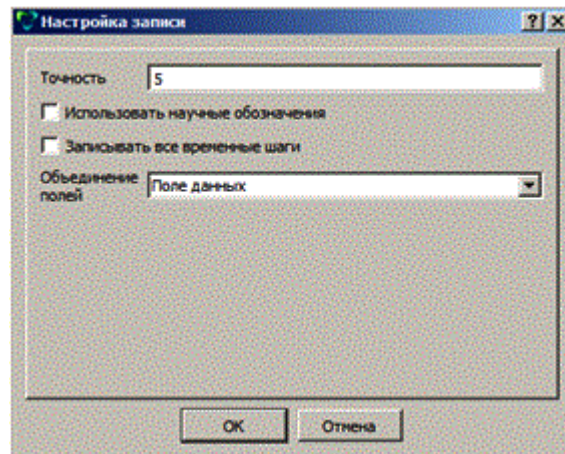 Настройка записи
Точность 5
Использовать научные обозначения
Записывать все временные шаги
Объединение
полей Поле данных
OK Отмена